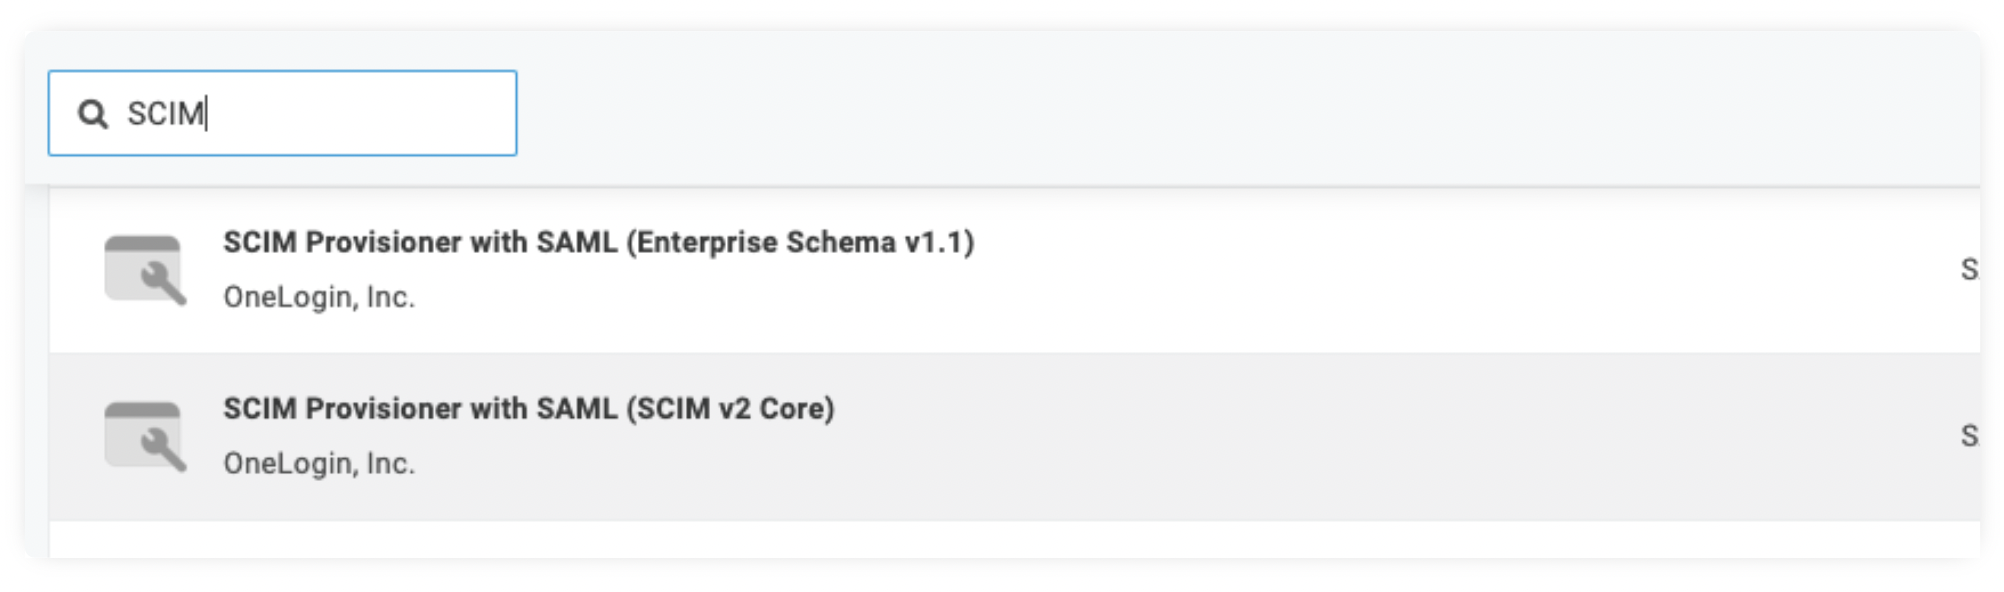 SCIM
SCIM Provisioner with SAML (Enterprise Schema v1.1)
OneLogin, Inc.
SCIM Provisioner with SAML (SCIM v2 Core)
OneLogin, Inc.